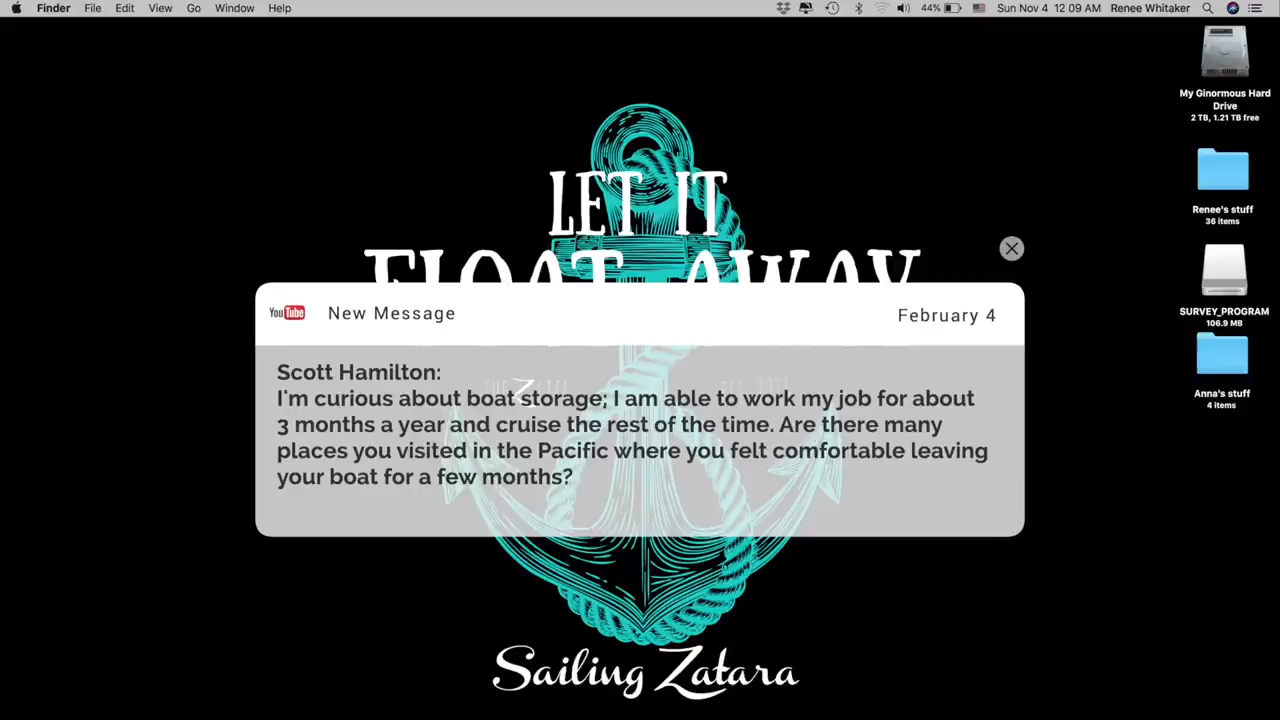 Finder File Edit View Go Window Help 44% Sun Nov 4 12:09 AM Renee Whitaker
My Ginormous Hard
Drive
2 TB, 1.21 TB free
Renee's stuff
36 items
SURVEY_PROGRAM
106.9 MB
Anna's stuff
4 items
LET IT
FLOAT AWAY
YouTube New Message February 4
Scott Hamilton:
I'm curious about boat storage; I am able to work my job for about
3 months a year and cruise the rest of the time. Are there many
places you visited in the Pacific where you felt comfortable leaving
your boat for a few months?
Sailing Zatara